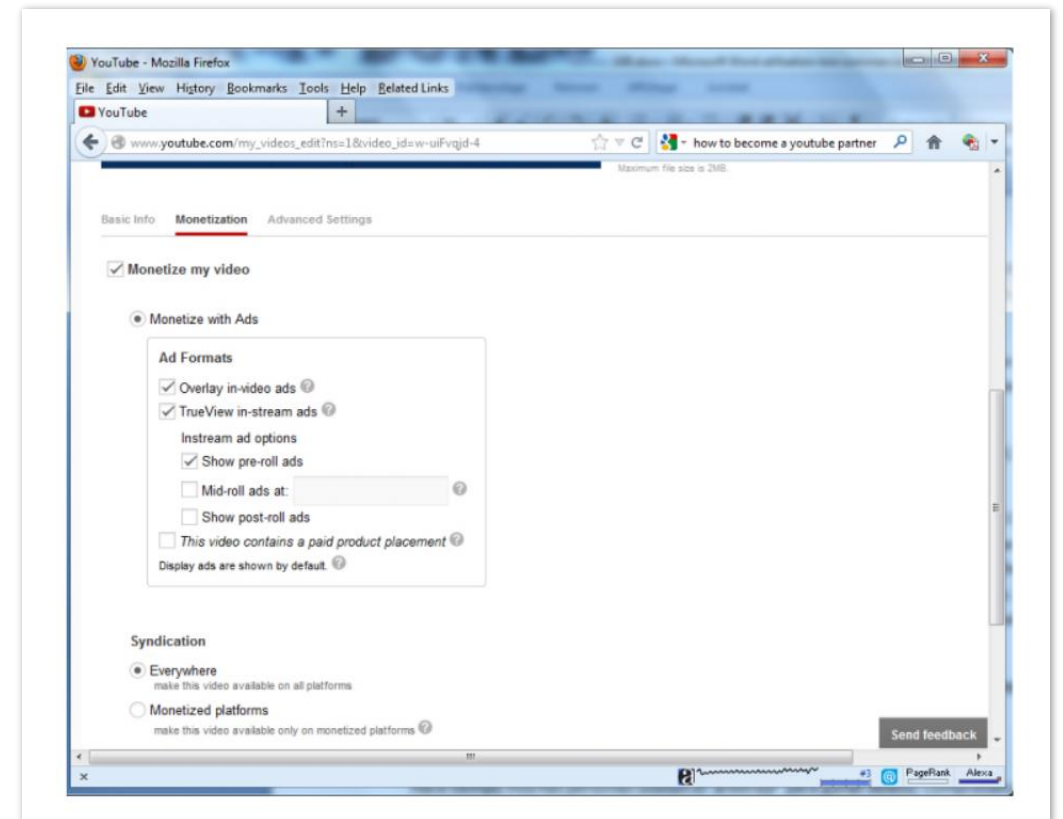 YouTube - Mozilla Firefox
File Edit View History Bookmarks Tools Help Related Links
YouTube +
www.youtube.com/my_videos_edit?ns=1&video_id=w-uiFvqjd-4 how to become a youtube partner
Maximum file size is 2MB.
Basic Info Monetization Advanced Settings
Monetize my video
Monetize with Ads
Ad Formats
Overlay in-video ads ?
TrueView in-stream ads ?
Instream ad options
Show pre-roll ads
Mid-roll ads at: ?
Show post-roll ads
This video contains a paid product placement ?
Display ads are shown by default. ?
Syndication
Everywhere
make this video available on all platforms
Monetized platforms
make this video available only on monetized platforms ?
Send feedback
x #3 @ PageRank Alexa